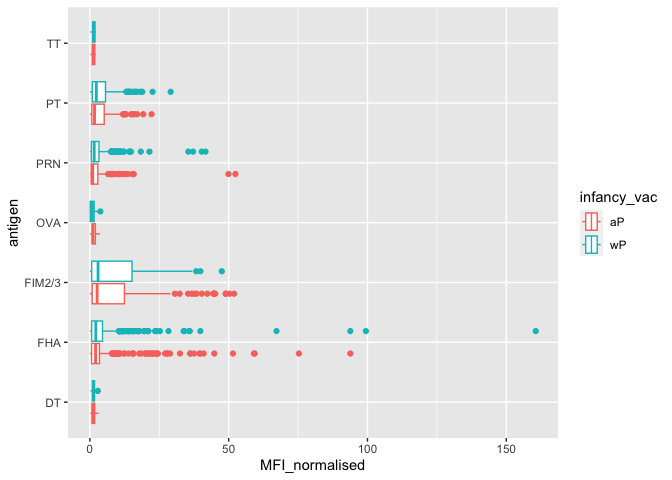 TT
PT
PRN
OVA
FIM2/3
FHA
DT
antigen
0
50
100
150
MFI_normalised
infancy_vac
aP
wP